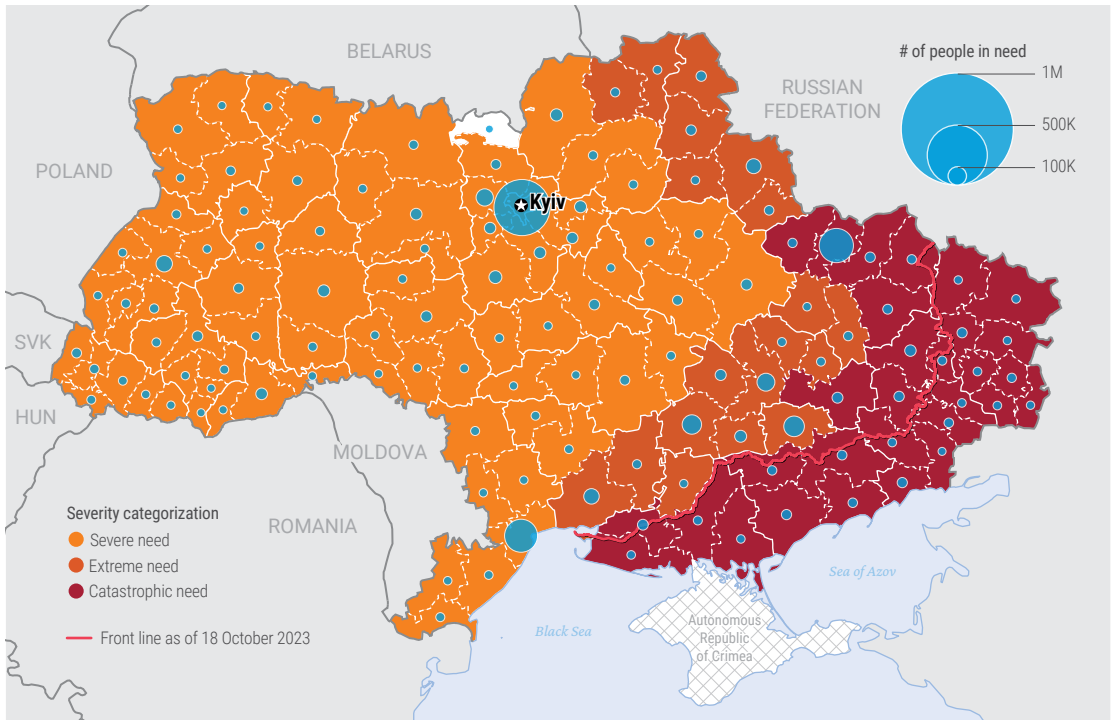 BELARUS
# of people in need
1M
500K
100K
RUSSIAN
FEDERATION
POLAND
Kyiv
SVK
HUN
MOLDOVA
ROMANIA
Severity categorization
Severe need
Extreme need
Catastrophic need
Front line as of 18 October 2023
Sea of Azov
Black Sea
Autonomous
Republic
of Crimea